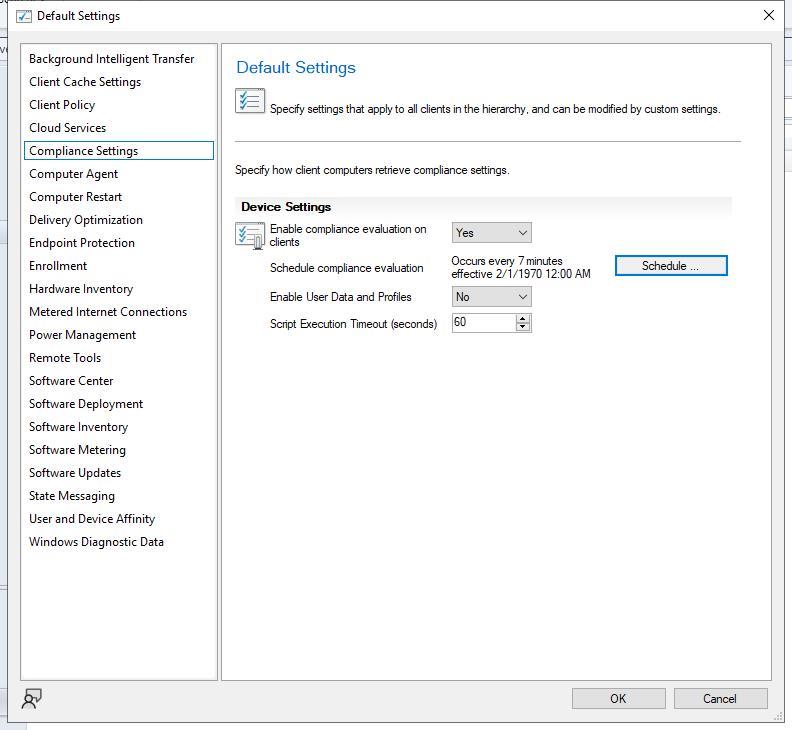 Default Settings
Background Intelligent Transfer
Client Cache Settings
Client Policy
Cloud Services
Compliance Settings
Computer Agent
Computer Restart
Delivery Optimization
Endpoint Protection
Enrollment
Hardware Inventory
Metered Internet Connections
Power Management
Remote Tools
Software Center
Software Deployment
Software Inventory
Software Metering
Software Updates
State Messaging
User and Device Affinity
Windows Diagnostic Data
Default Settings
Specify settings that apply to all clients in the hierarchy, and can be modified by custom settings.
Specify how client computers retrieve compliance settings.
Device Settings
Enable compliance evaluation on
clients
Yes
Schedule compliance evaluation
Occurs every 7 minutes
effective 2/1/1970 12:00 AM
Schedule ...
Enable User Data and Profiles
No
Script Execution Timeout (seconds)
60
OK
Cancel